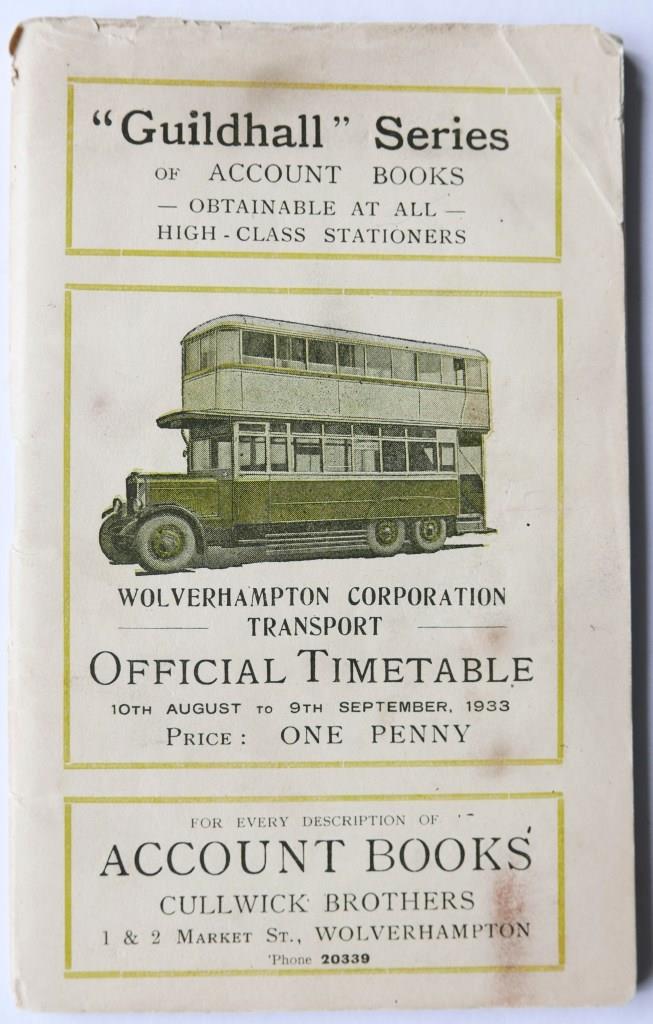 “Guildhall” Series
OF ACCOUNT BOOKS
— OBTAINABLE AT ALL —
HIGH-CLASS STATIONERS
WOLVERHAMPTON CORPORATION
TRANSPORT
OFFICIAL TIMETABLE
10TH AUGUST TO 9TH SEPTEMBER, 1933
PRICE: ONE PENNY
FOR EVERY DESCRIPTION OF
ACCOUNT BOOKS
CULLWICK BROTHERS
1 & 2 MARKET ST., WOLVERHAMPTON
'Phone 20339